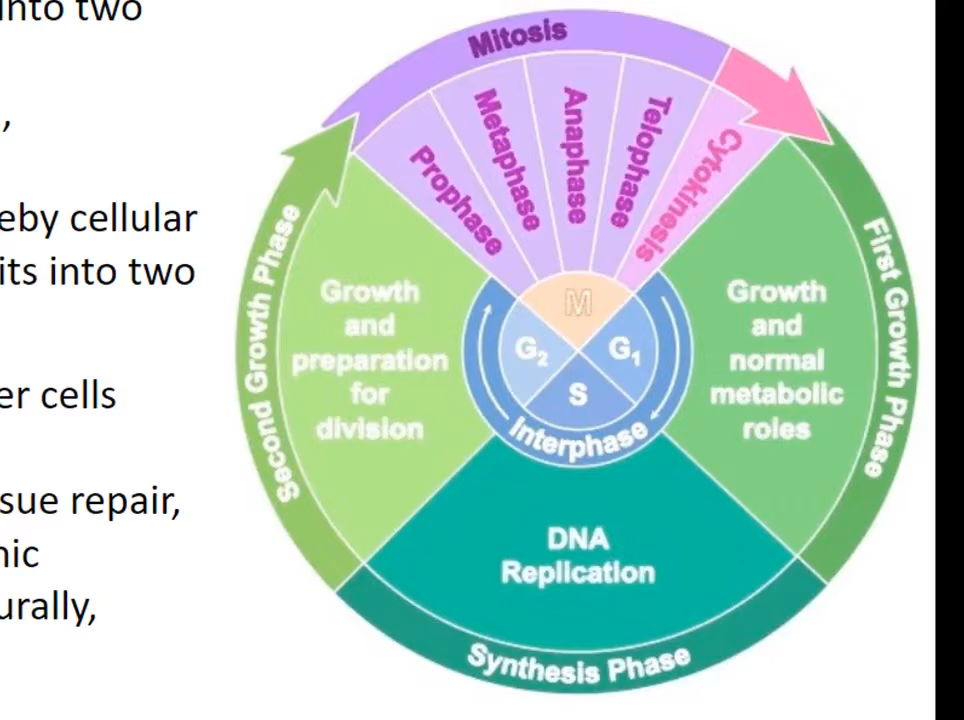 into two
,
eby cellular
its into two
er cells
sue repair,
nic
urally,
Mitosis
Prophase
Metaphase
Anaphase
Telophase
Cytokinesis
First Growth Phase
Growth
and
normal
metabolic
roles
Synthesis Phase
DNA
Replication
Second Growth Phase
Growth
and
preparation
for
division
M
G₂
G₁
S
Interphase